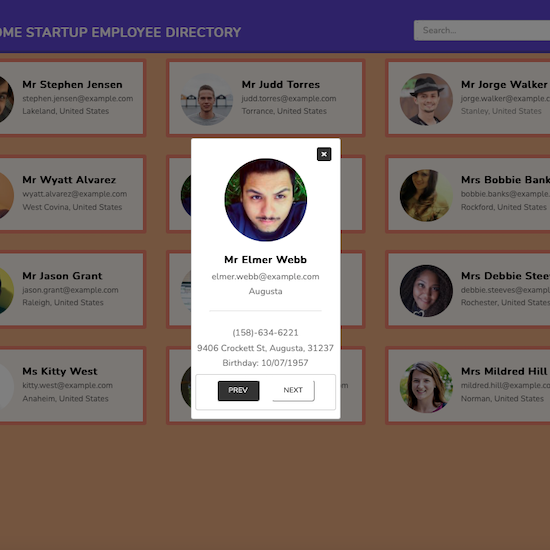 OME STARTUP EMPLOYEE DIRECTORY
Search...
Mr Stephen Jensen
stephen.jensen@example.com
Lakeland, United States
Mr Judd Torres
judd.torres@example.com
Torrance, United States
Mr Jorge Walker
jorge.walker@example.com
Stanley, United States
Mr Wyatt Alvarez
wyatt.alvarez@example.com
West Covina, United States
Mrs Bobbie Bank
bobbie.banks@example.com
Rockford, United States
Mr Jason Grant
jason.grant@example.com
Raleigh, United States
Mrs Debbie Stee
debbie.steeves@example.co
Rochester, United States
Ms Kitty West
kitty.west@example.com
Anaheim, United States
om
Mrs Mildred Hill
mildred.hill@example.com
Norman, United States
×
Mr Elmer Webb
elmer.webb@example.com
Augusta
(158)-634-6221
9406 Crockett St, Augusta, 31237
Birthday: 10/07/1957
PREV
NEXT